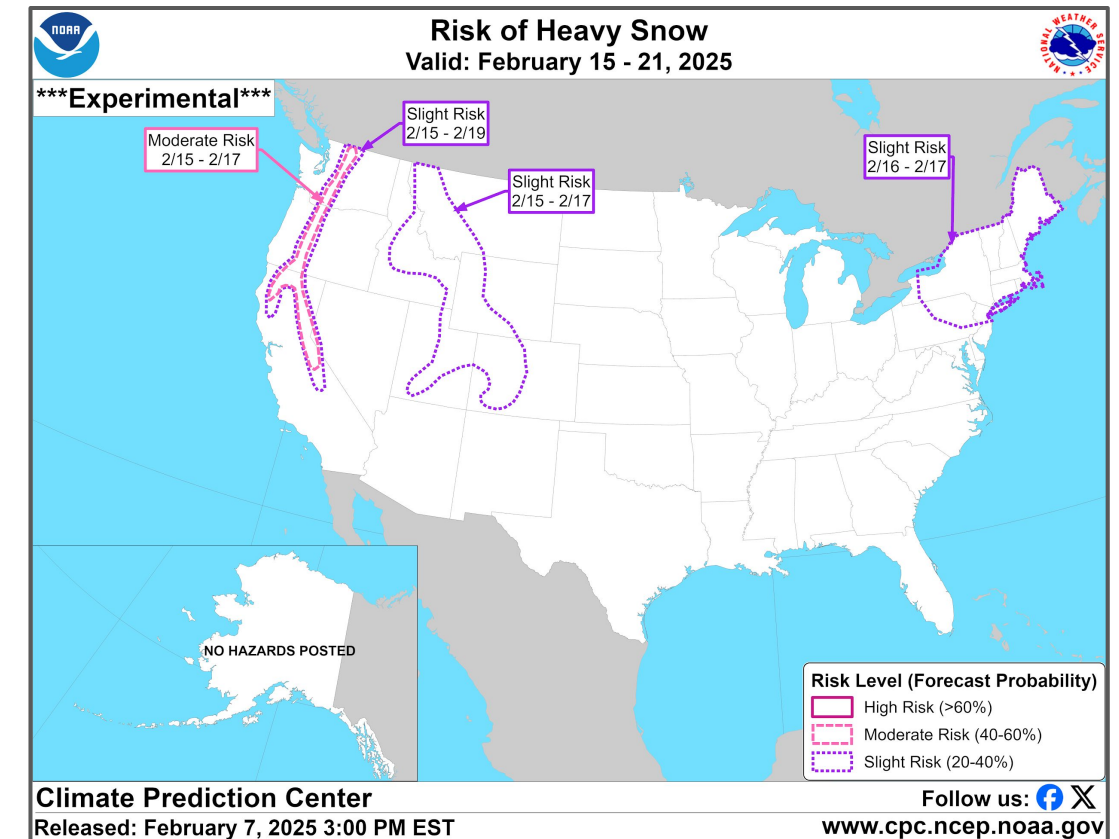 NOAA
Risk of Heavy Snow
Valid: February 15 - 21, 2025
NATIONAL WEATHER SERVICE
***Experimental***
Moderate Risk
2/15 - 2/17
Slight Risk
2/15 - 2/19
Slight Risk
2/15 - 2/17
Slight Risk
2/16 - 2/17
NO HAZARDS POSTED
Risk Level (Forecast Probability)
High Risk (>60%)
Moderate Risk (40-60%)
Slight Risk (20-40%)
Climate Prediction Center
Follow us:
Released: February 7, 2025 3:00 PM EST
www.cpc.ncep.noaa.gov